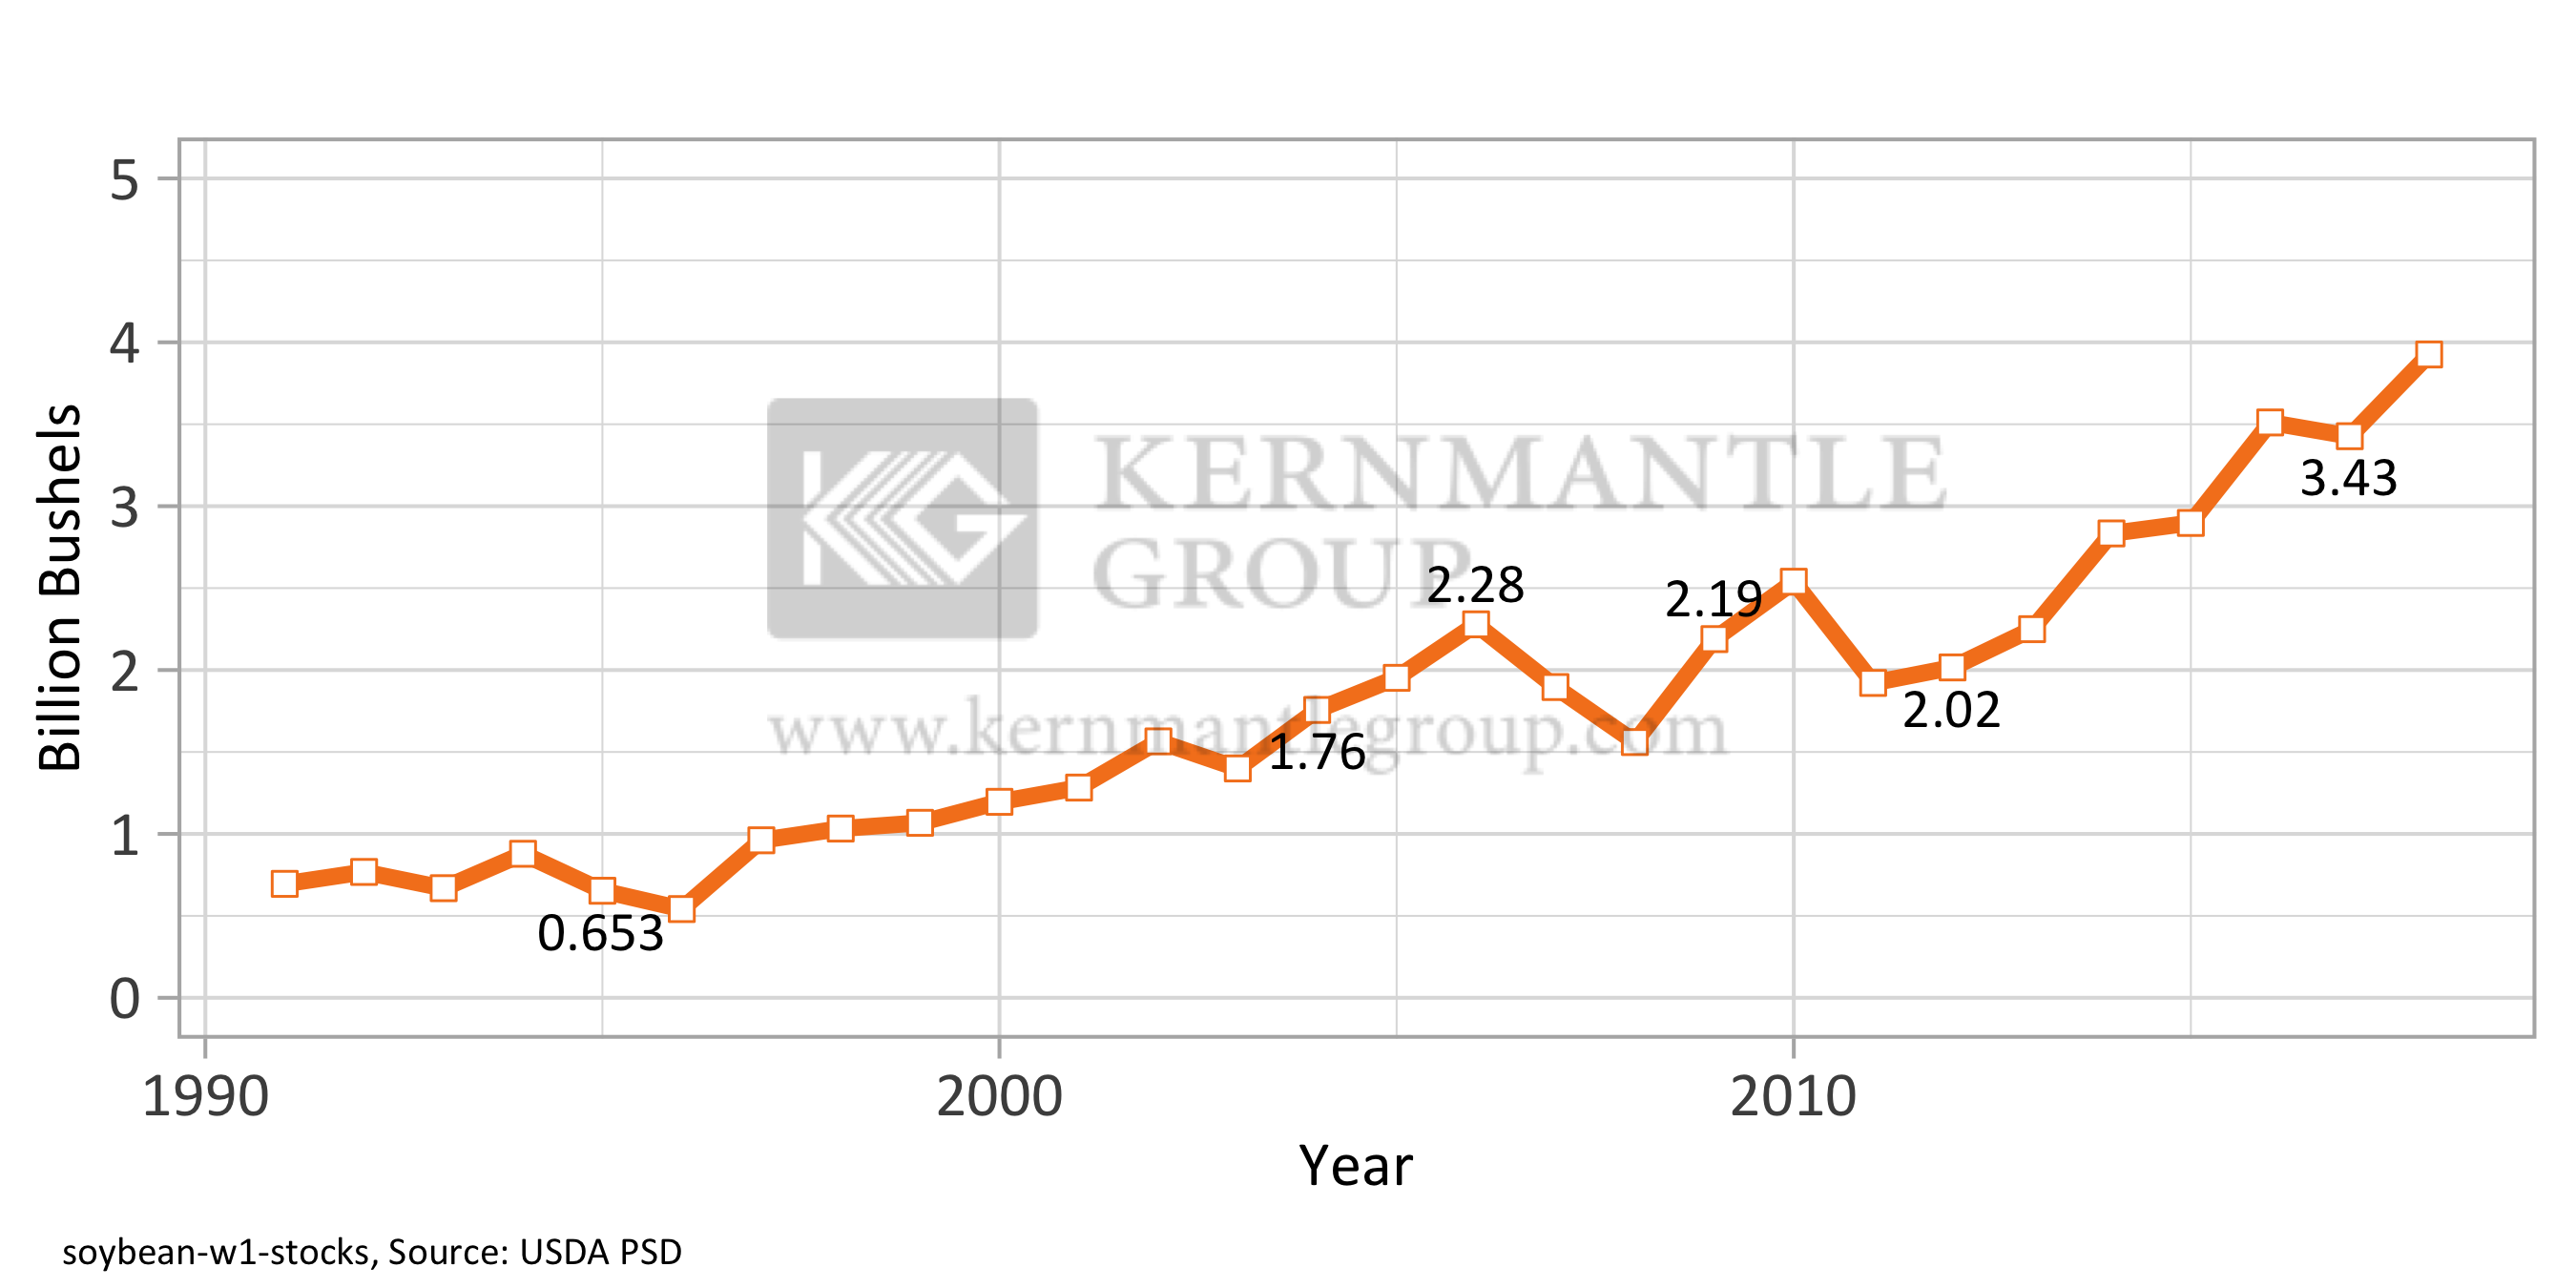 5
4
3
2
1
0
Billion Bushels
KG KERNMANTLE
GROUP
www.kernmantlegroup.com
0.653
1.76
2.28
2.19
2.02
3.43
1990 2000 2010
Year
soybean-w1-stocks, Source: USDA PSD